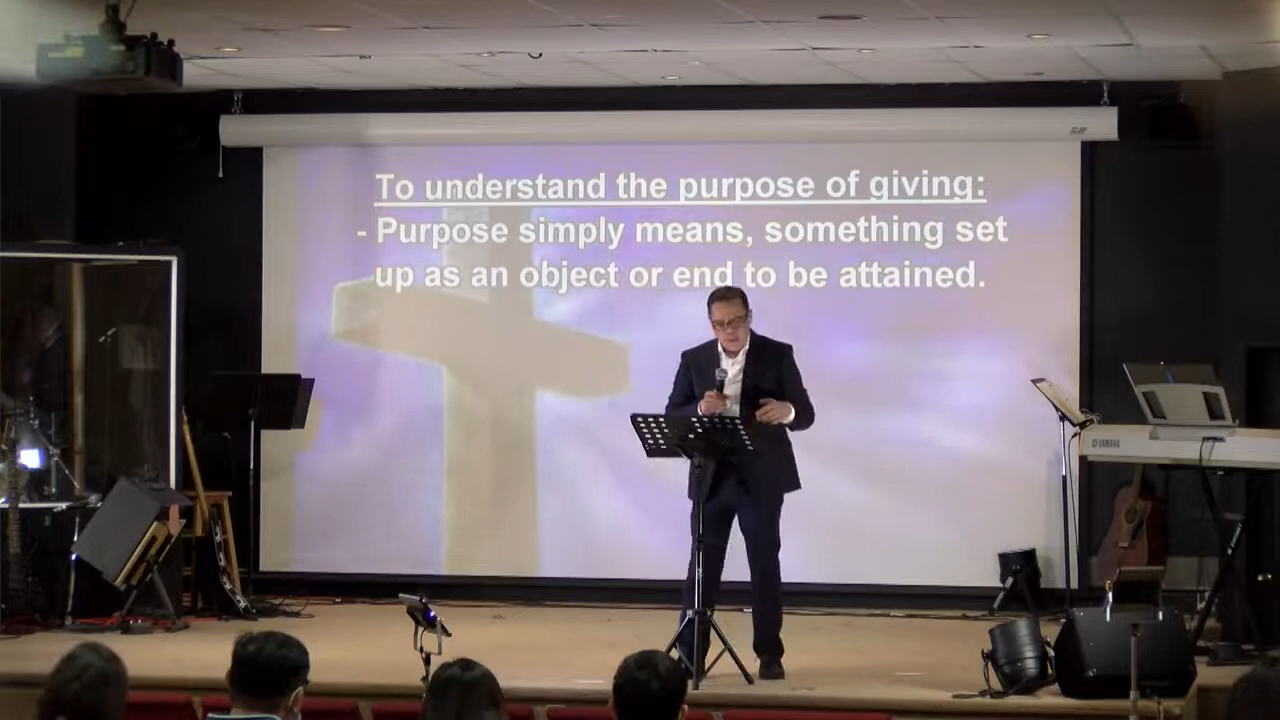 To understand the purpose of giving:
- Purpose simply means, something set
up as an object or end to be attained.
YAMAHA